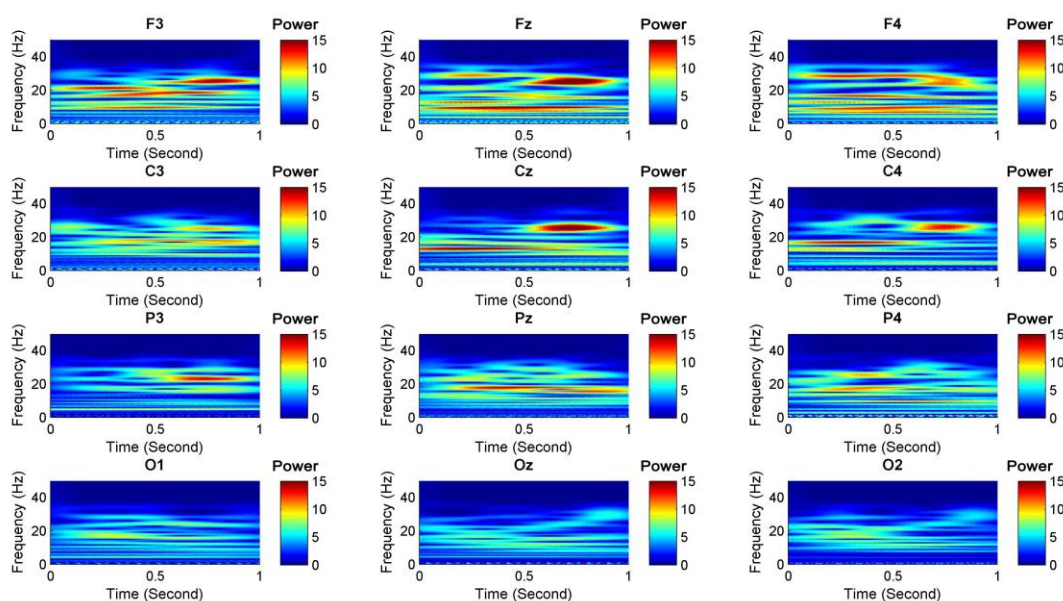 F3 Power Fz Power F4 Power
Frequency (Hz) 40 20 0 15 10 5 0 Frequency (Hz) 40 20 0 15 10 5 0 Frequency (Hz) 40 20 0 15 10 5 0
0 0.5 1 0 0.5 1 0 0.5 1
Time (Second) Time (Second) Time (Second)
C3 Power Cz Power C4 Power
Frequency (Hz) 40 20 0 15 10 5 0 Frequency (Hz) 40 20 0 15 10 5 0 Frequency (Hz) 40 20 0 15 10 5 0
0 0.5 1 0 0.5 1 0 0.5 1
Time (Second) Time (Second) Time (Second)
P3 Power Pz Power P4 Power
Frequency (Hz) 40 20 0 15 10 5 0 Frequency (Hz) 40 20 0 15 10 5 0 Frequency (Hz) 40 20 0 15 10 5 0
0 0.5 1 0 0.5 1 0 0.5 1
Time (Second) Time (Second) Time (Second)
O1 Power Oz Power O2 Power
Frequency (Hz) 40 20 0 15 10 5 0 Frequency (Hz) 40 20 0 15 10 5 0 Frequency (Hz) 40 20 0 15 10 5 0
0 0.5 1 0 0.5 1 0 0.5 1
Time (Second) Time (Second) Time (Second)